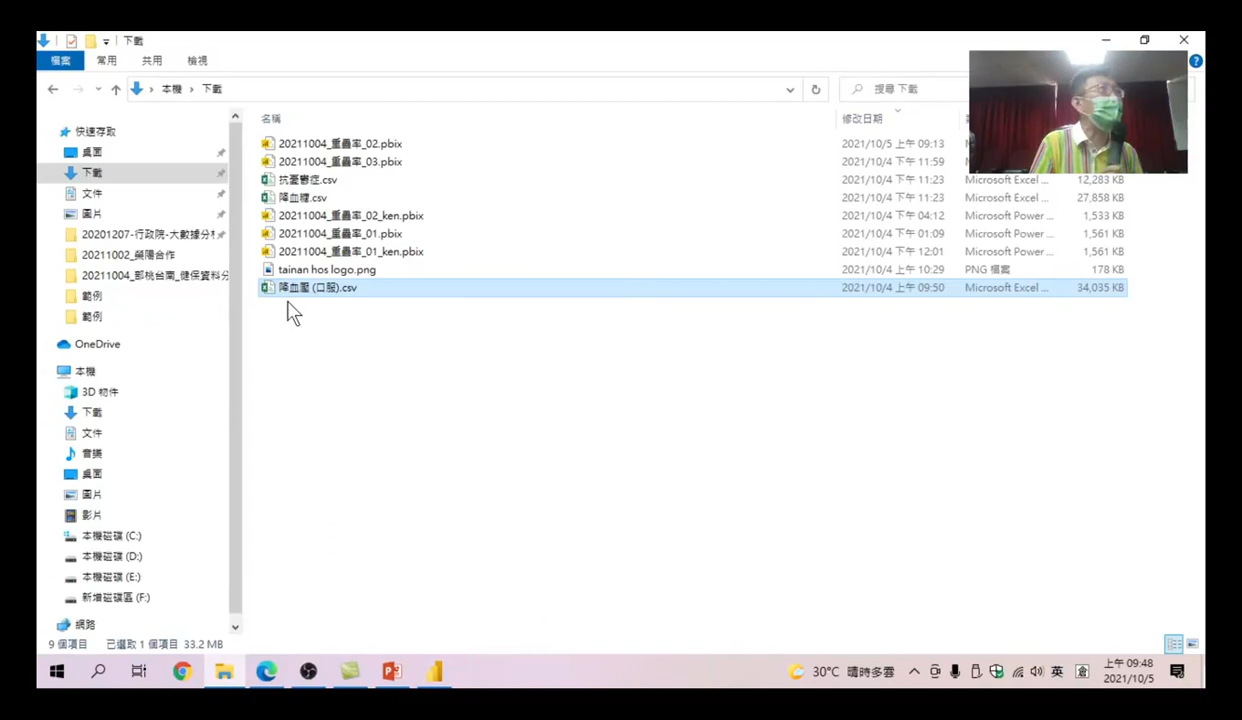 下載
檔案 常用 共用 檢視
本機 › 下載 搜尋 下載
名稱 修改日期
快速存取
桌面
下載
文件
圖片
20201207-行政院-大數據分
20211002_榮陽合作
20211004_郵桃台南_健保資料分
範例
範例
OneDrive
本機
3D 物件
下載
文件
音樂
桌面
圖片
影片
本機磁碟 (C:)
本機磁碟 (D:)
本機磁碟 (E:)
新增磁碟區 (F:)
網路
20211004_重疊率_02.pbix 2021/10/5 上午 09:13
20211004_重疊率_03.pbix 2021/10/4 下午 11:59
抗憂鬱症.csv 2021/10/4 下午 11:23 Microsoft Excel ... 12,283 KB
降血糖.csv 2021/10/4 下午 11:23 Microsoft Excel ... 27,858 KB
20211004_重疊率_02_ken.pbix 2021/10/4 下午 04:12 Microsoft Power ... 1,533 KB
20211004_重疊率_01.pbix 2021/10/4 下午 01:09 Microsoft Power ... 1,561 KB
20211004_重疊率_01_ken.pbix 2021/10/4 下午 12:01 Microsoft Power ... 1,561 KB
tainan hos logo.png 2021/10/4 上午 10:29 PNG 檔案 178 KB
降血壓 (口服).csv 2021/10/4 上午 09:50 Microsoft Excel ... 34,035 KB
9 個項目 已選取 1 個項目 33.2 MB
30°C 晴時多雲 英 上午 09:48
2021/10/5